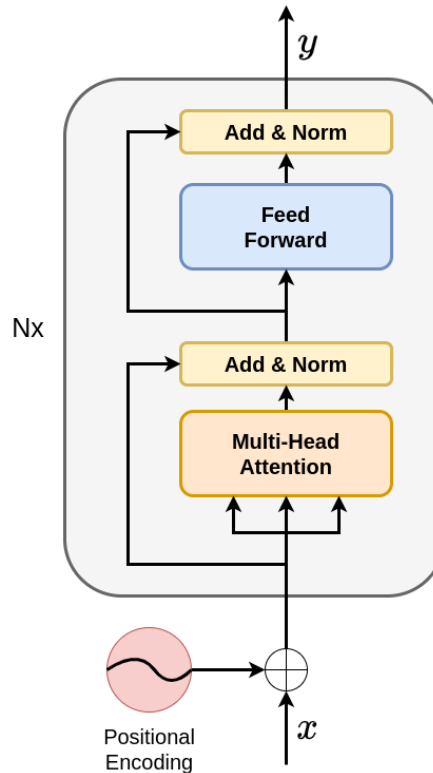 y
Add & Norm
Feed
Forward
Nx
Add & Norm
Multi-Head
Attention
x
Positional
Encoding